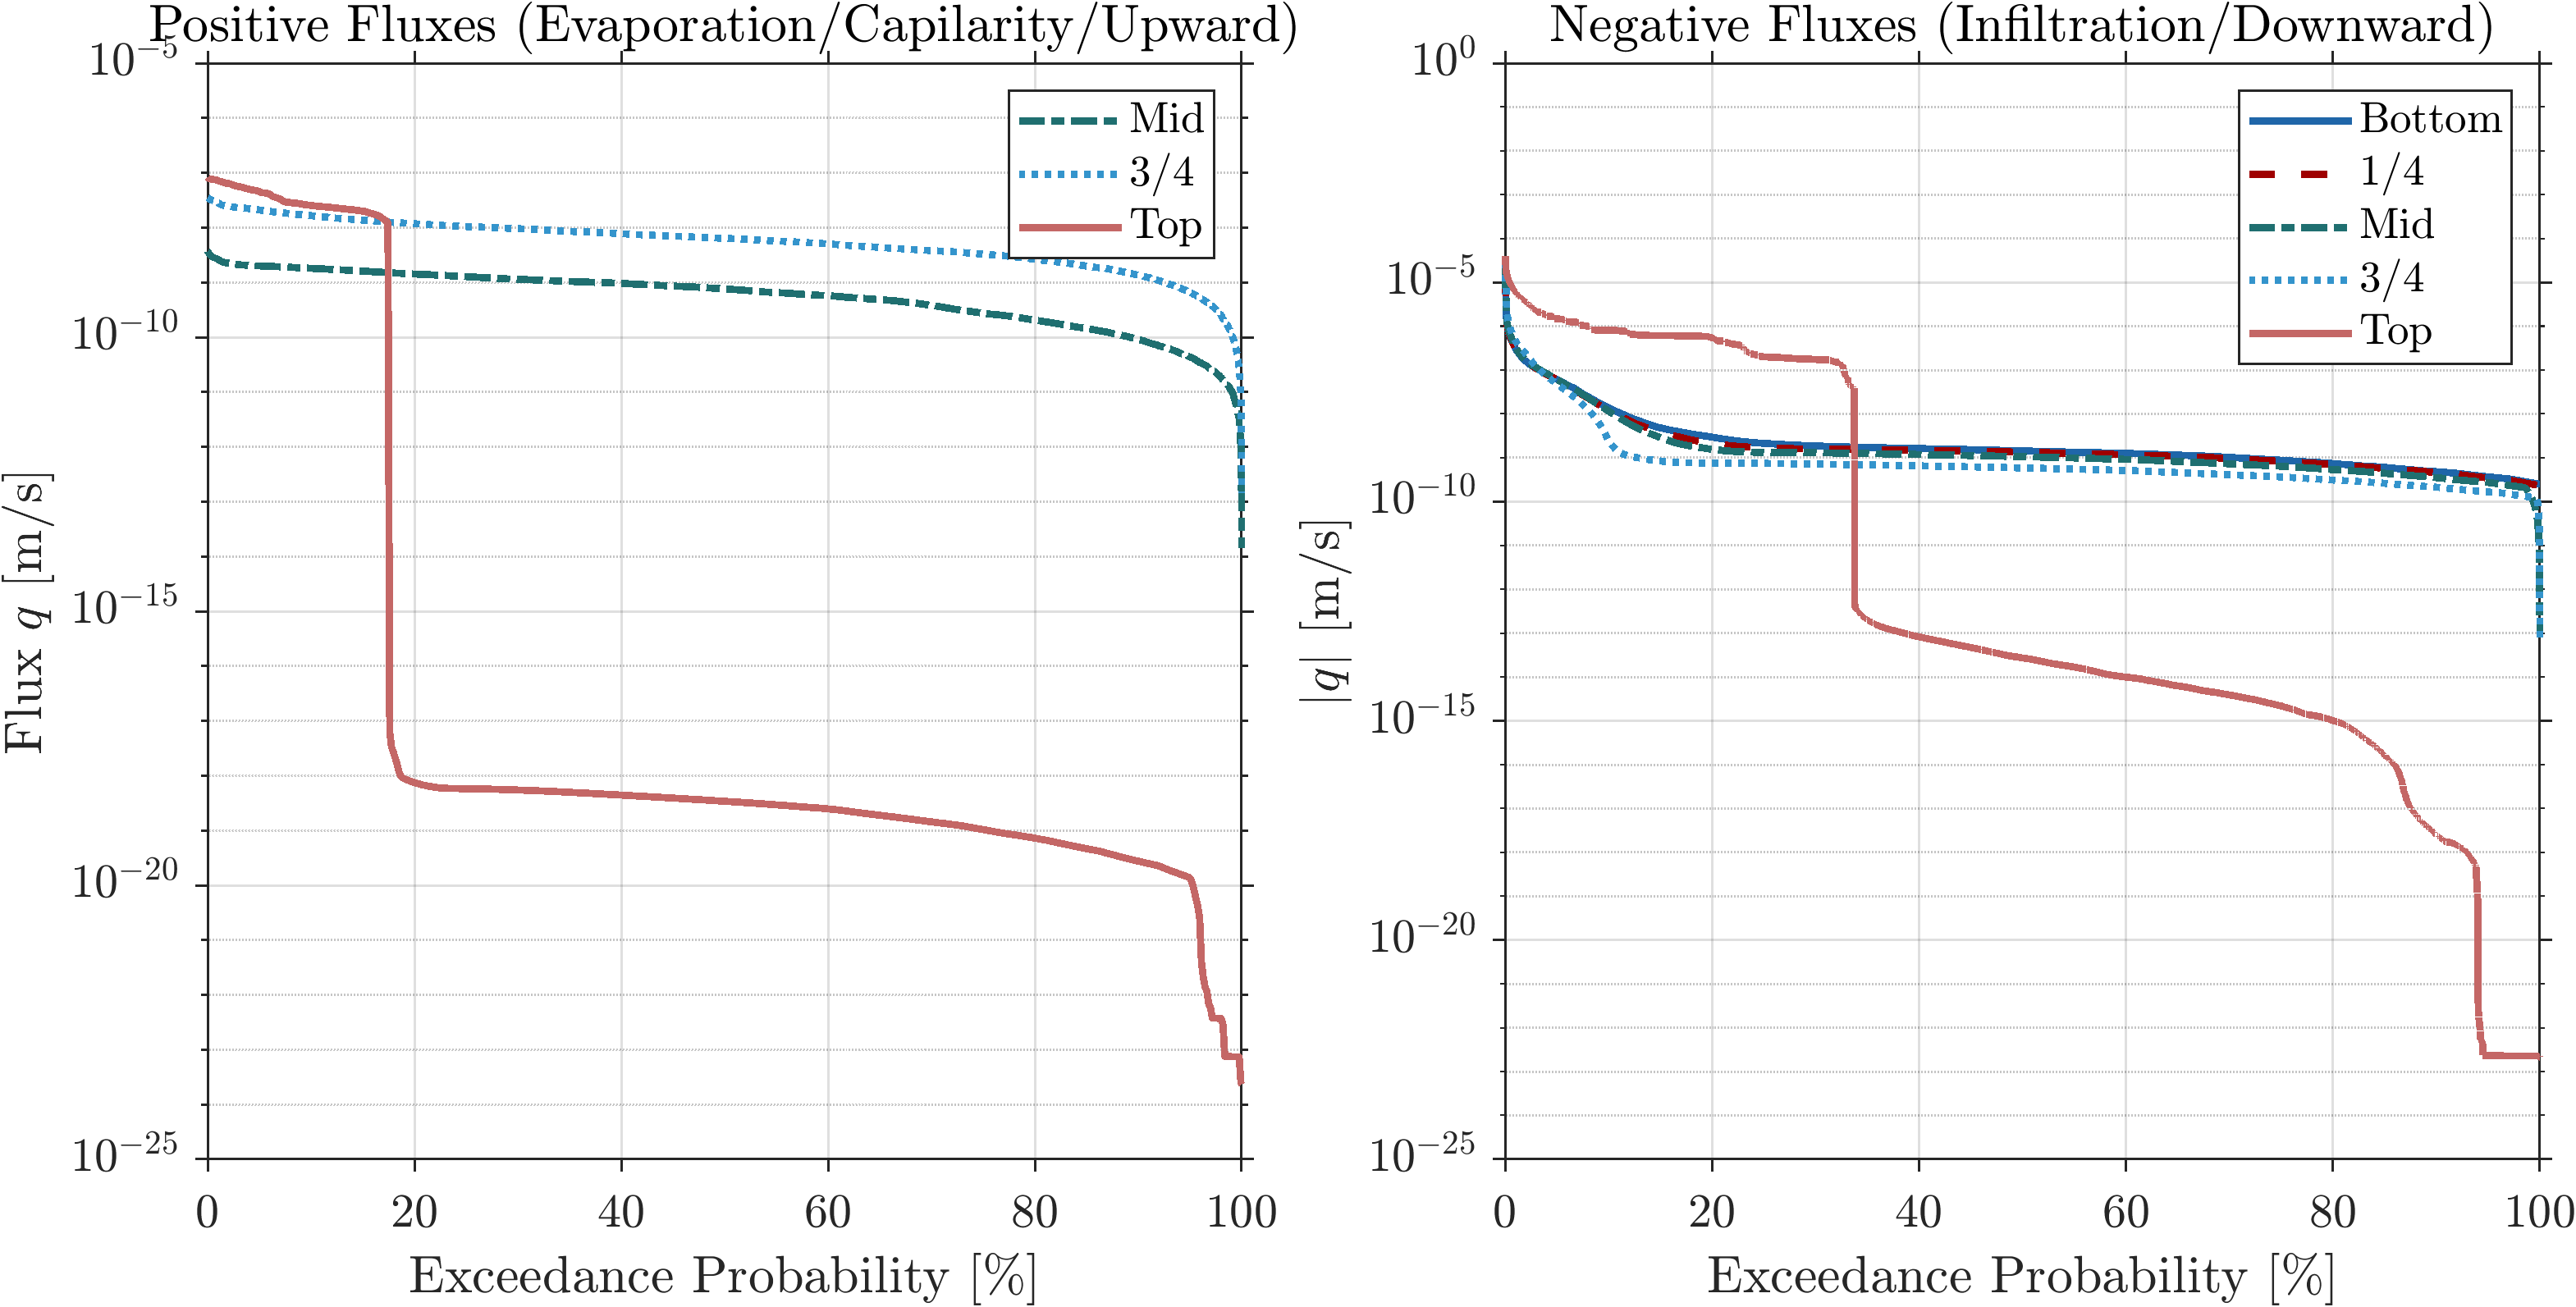 Positive Fluxes (Evaporation/Capilarity/Upward)
10^{-5}
10^{-10}
10^{-15}
10^{-20}
10^{-25}
Flux q [m/s]
Mid
3/4
Top
0 20 40 60 80 100
Exceedance Probability [%]
Negative Fluxes (Infiltration/Downward)
10^{0}
10^{-5}
10^{-10}
10^{-15}
10^{-20}
10^{-25}
|q| [m/s]
Bottom
1/4
Mid
3/4
Top
0 20 40 60 80 100
Exceedance Probability [%]